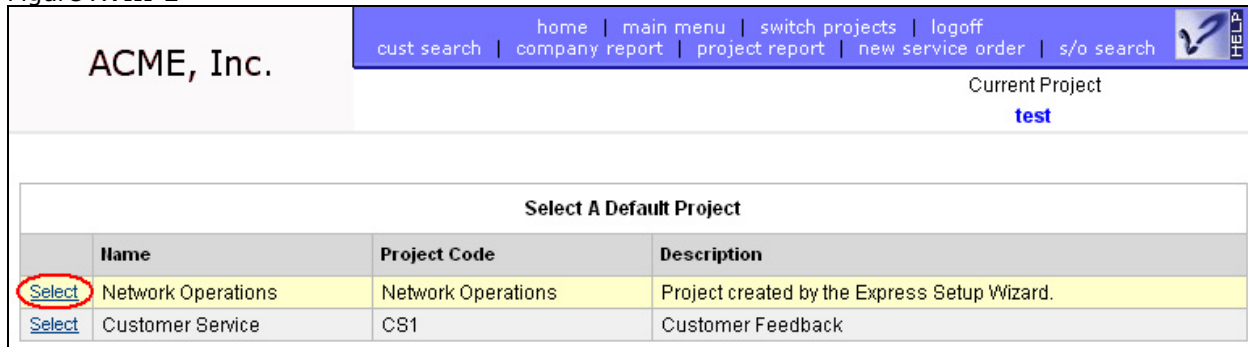 home | main menu | switch projects | logoff
cust search | company report | project report | new service order | s/o search
HELP
ACME, Inc.
Current Project
test
Select A Default Project
Name Project Code Description
Select Network Operations Network Operations Project created by the Express Setup Wizard.
Select Customer Service CS1 Customer Feedback